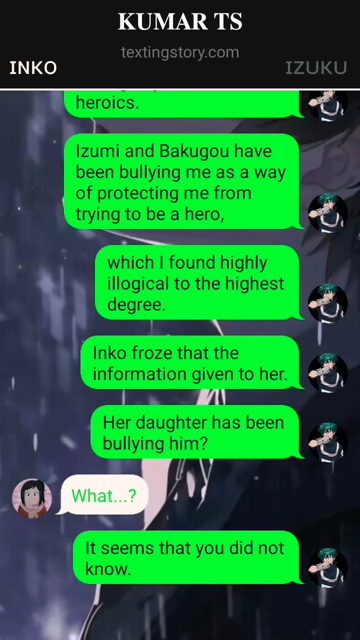 KUMAR TS
textingstory.com
INKO
IZUKU
heroics.
Izumi and Bakugou have
been bullying me as a way
of protecting me from
trying to be a hero,
which I found highly
illogical to the highest
degree.
Inko froze that the
information given to her.
Her daughter has been
bullying him?
What...?
It seems that you did not
know.